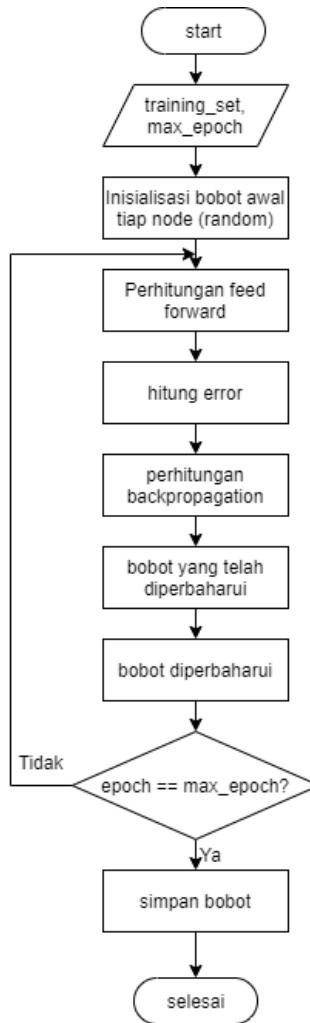 start
training_set,
max_epoch
Inisialisasi bobot awal
tiap node (random)
Perhitungan feed
forward
hitung error
perhitungan
backpropagation
bobot yang telah
diperbaharui
bobot diperbaharui
Tidak
epoch == max_epoch?
Ya
simpan bobot
selesai